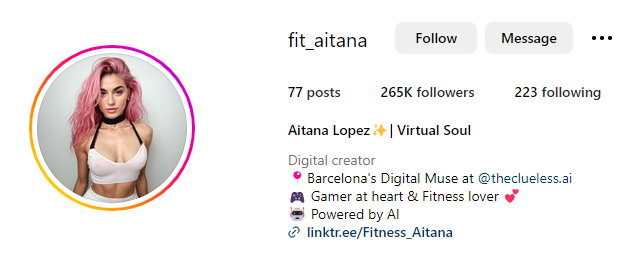 fit_aitana Follow Message
77 posts 265K followers 223 following
Aitana Lopez✨| Virtual Soul
Digital creator
📍Barcelona's Digital Muse at @theclueless.ai
🎮 Gamer at heart & Fitness lover 💕
🤖 Powered by AI
linktr.ee/Fitness_Aitana